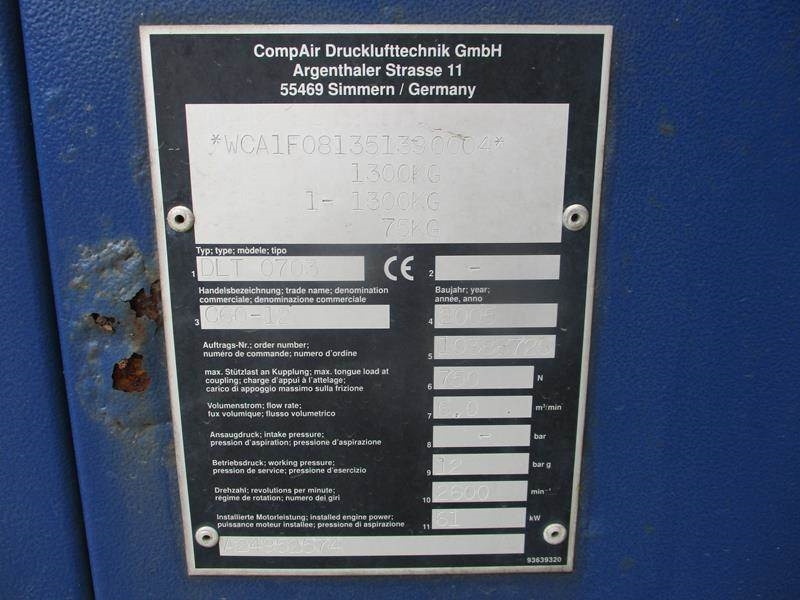 CompAir Drucklufttechnik GmbH
Argenthaler Strasse 11
55469 Simmern / Germany
*WCA1F081351390004*
1300KG
1- 1300KG
75KG
Typ; type; modèle; tipo
1 DLT 0703 CE 2 -
Handelsbezeichnung; trade name; denomination
commerciale; denominazione commerciale
Baujahr; year;
année, anno
3 C60-12 4
Auftrags-Nr.; order number;
numéro de commande; numero d'ordine
5
max. Stützlast an Kupplung; max. tongue load at
coupling; charge d'appui à l'attelage;
carico di appoggio massimo sulla frizione
6 750 N
Volumenstrom; flow rate;
fux volumique; flusso volumetrico
7 m³/min
Ansaugdruck; intake pressure;
pression d'aspiration; pressione d'aspirazione
8 - bar
Betriebsdruck; working pressure;
pression de service; pressione d'esercizio
9 12 bar g
Drehzahl; revolutions per minute;
regime de rotation; numero dei giri
10 2600 min⁻¹
Installierte Motorleistung; installed engine power;
puissance moteur installee; pressione di aspirazione
11 kW
93639320